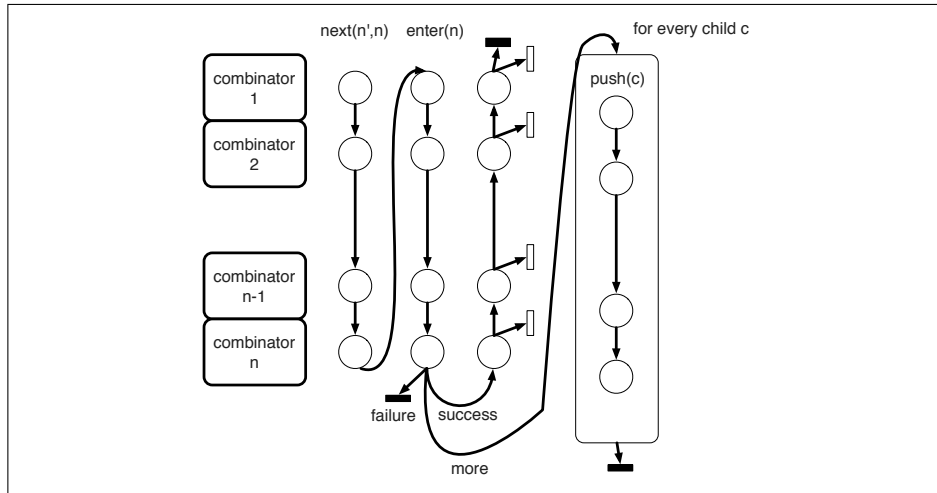 next(n',n)
enter(n)
for every child c
combinator
1
combinator
2
combinator
n-1
combinator
n
push(c)
failure
success
more